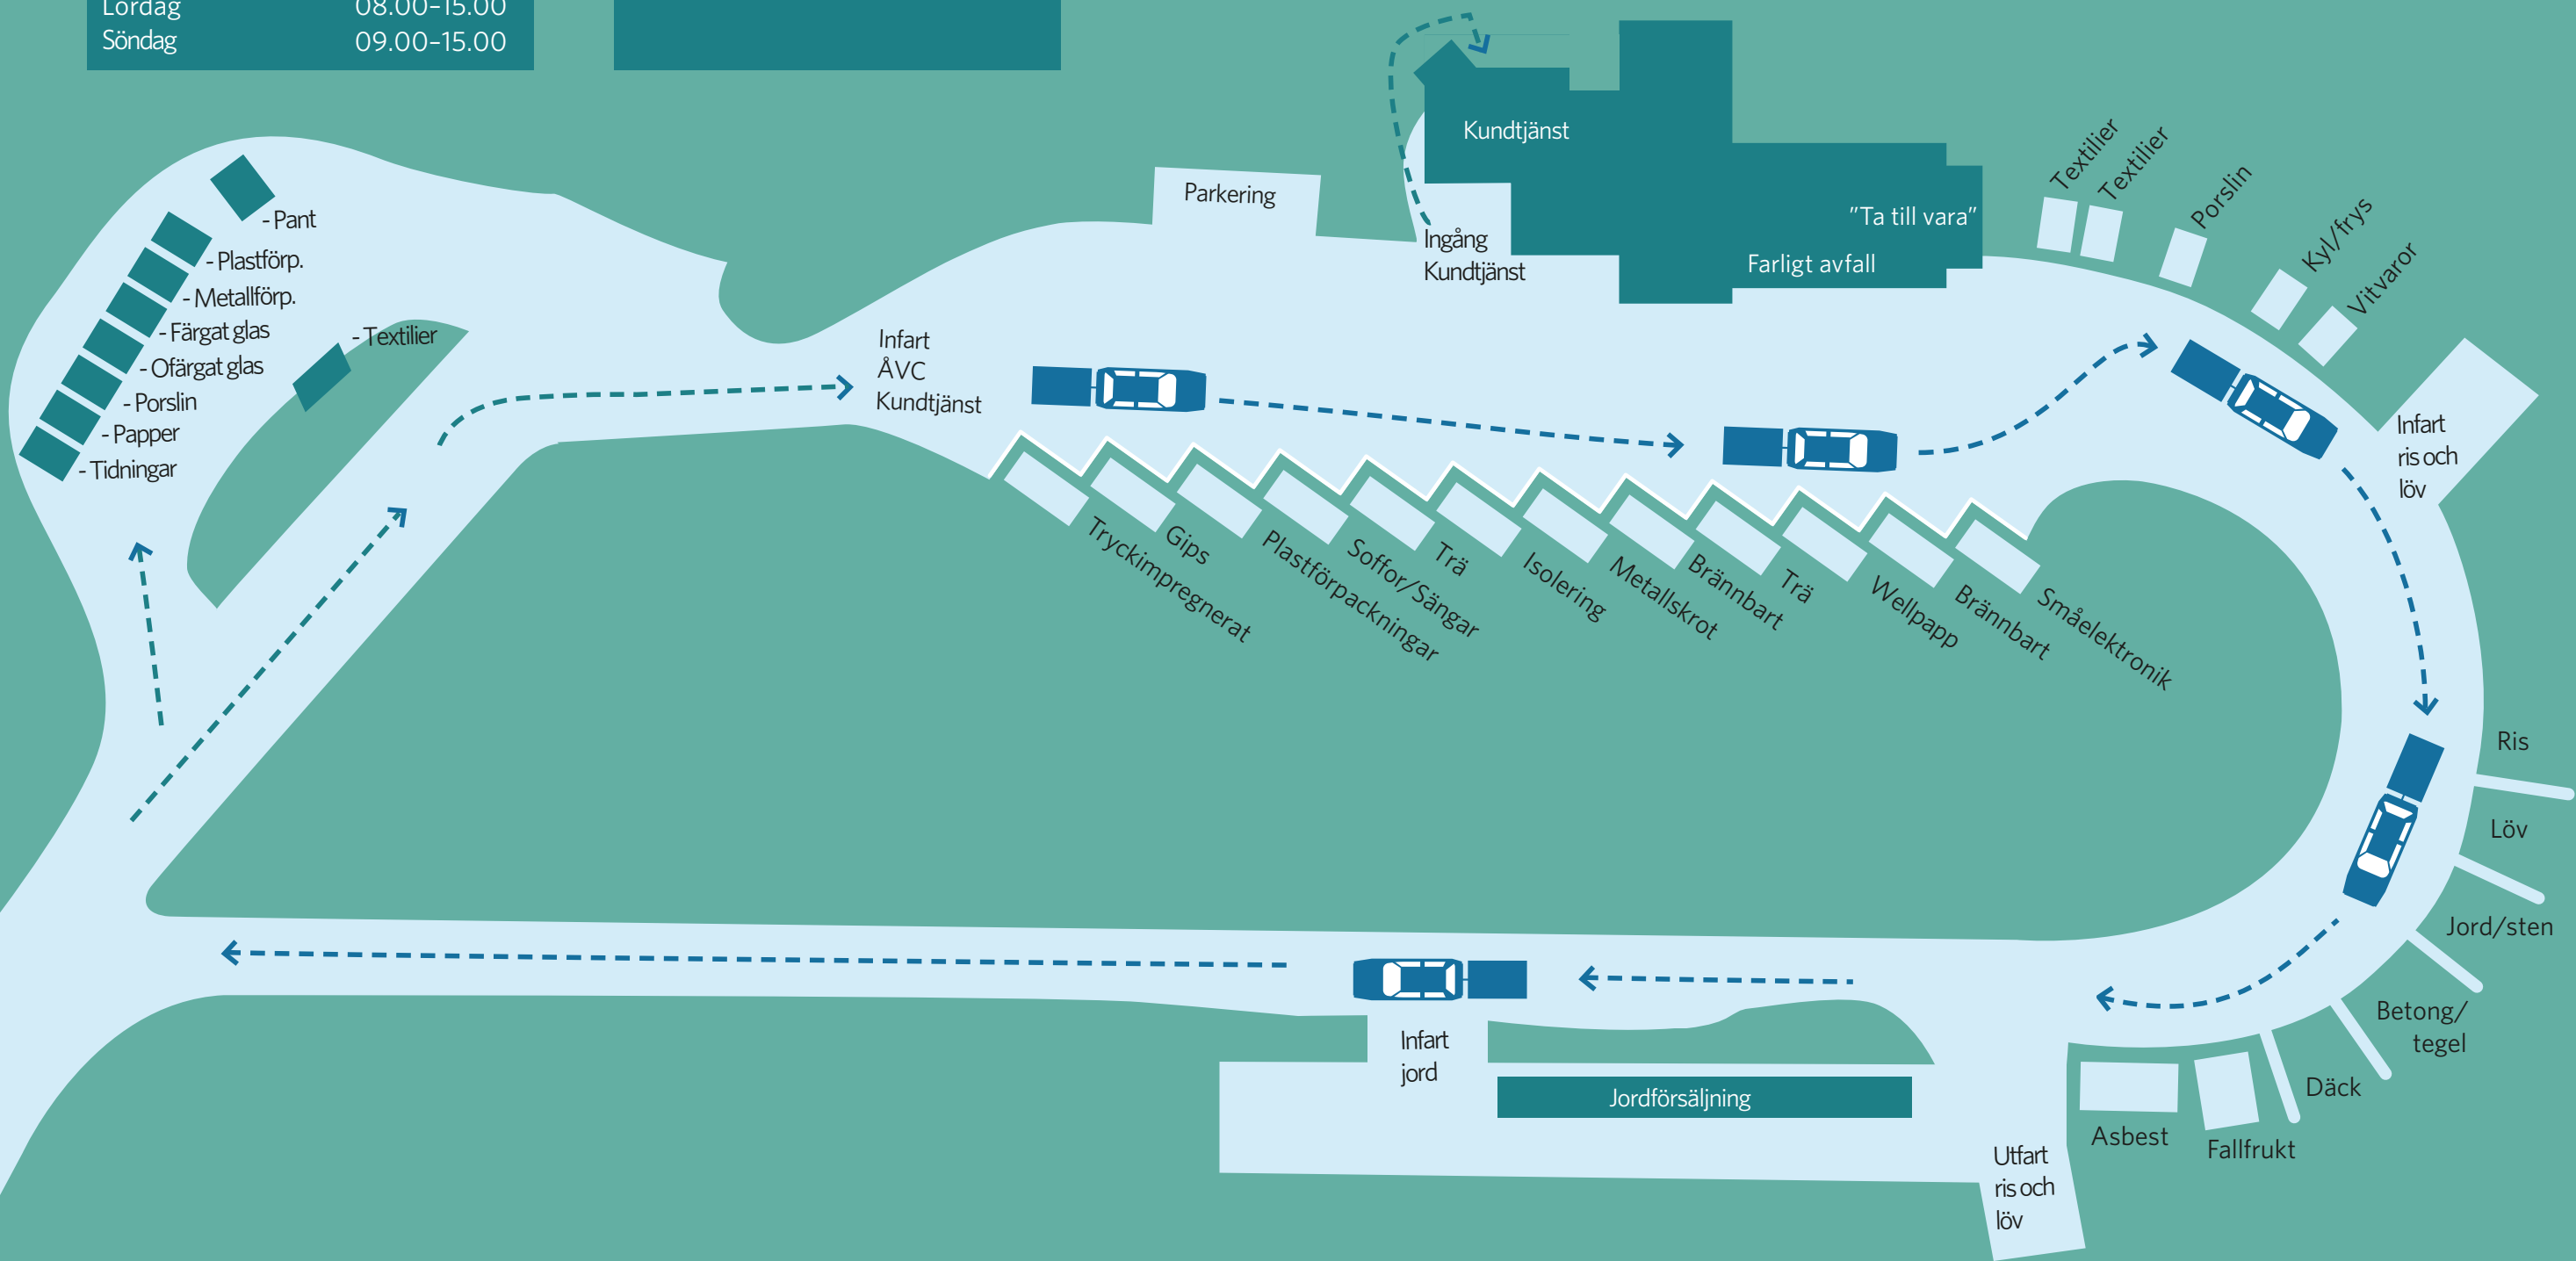 Lördag 08.00–15.00
Söndag 09.00–15.00
Kundtjänst
Parkering
Ingång
Kundtjänst
"Ta till vara"
Farligt avfall
Textilier
Textilier
Porslin
Kyl/frys
Vitvaror
- Pant
- Plastförp.
- Metallförp.
- Färgat glas
- Ofärgat glas
- Porslin
- Papper
- Tidningar
- Textilier
Infart
ÅVC
Kundtjänst
Infart
ris och
löv
Tryckimpregnerat
Gips
Plastförpackningar
Soffor/Sängar
Trä
Isolering
Metallskrot
Brännbart
Trä
Wellpapp
Brännbart
Småelektronik
Ris
Löv
Jord/sten
Betong/
tegel
Däck
Fallfrukt
Asbest
Infart
jord
Jordförsäljning
Utfart
ris och
löv